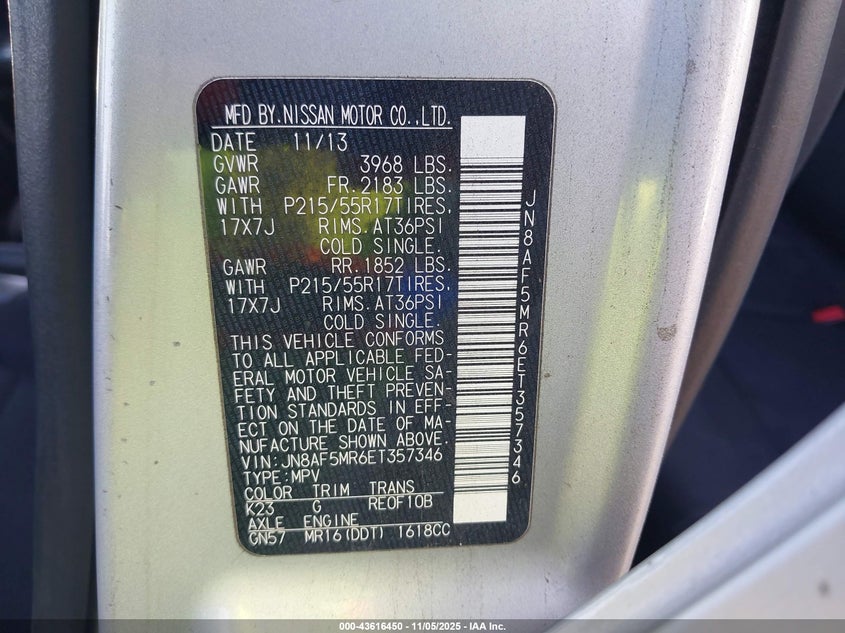 MFD BY.NISSAN MOTOR CO.,LTD.
DATE 11/13
GVWR 3968 LBS.
GAWR FR.2183 LBS.
WITH P215/55R17TIRES,
17X7J RIMS.AT36PSI
COLD SINGLE.
GAWR RR.1852 LBS.
WITH P215/55R17TIRES,
17X7J RIMS.AT36PSI
COLD SINGLE.
THIS VEHICLE CONFORMS
TO ALL APPLICABLE FED-
ERAL MOTOR VEHICLE SA-
FETY AND THEFT PREVEN-
TION STANDARDS IN EFF-
ECT ON THE DATE OF MA-
NUFACTURE SHOWN ABOVE.
VIN:JN8AF5MR6ET357346
TYPE:MPV
COLOR TRIM TRANS
K23 G RE0F10B
AXLE ENGINE
GN57 MR16(DDT) 1618CC
JN8AF5MR6ET357346
000-43616450 - 11/05/2025 - IAA Inc.